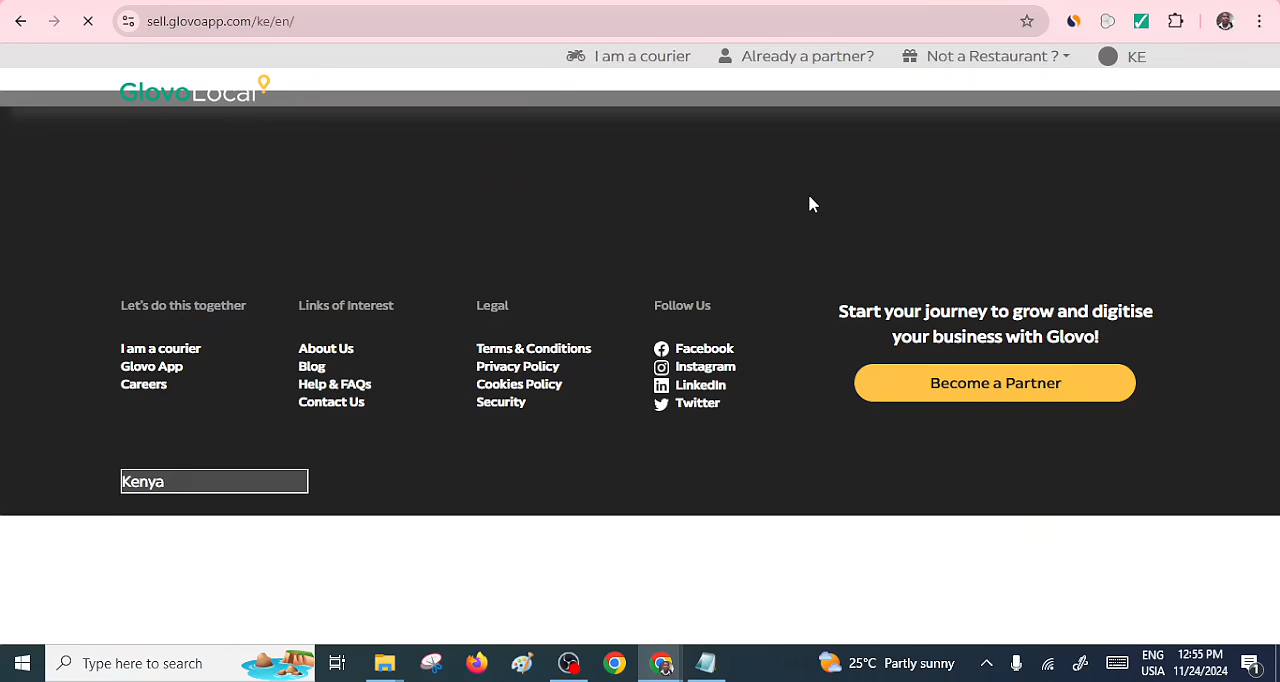 sell.glovoapp.com/ke/en/
I am a courier
Already a partner?
Not a Restaurant ?
KE
GlovoLocal
Let's do this together
I am a courier
Glovo App
Careers
Links of Interest
About Us
Blog
Help & FAQs
Contact Us
Legal
Terms & Conditions
Privacy Policy
Cookies Policy
Security
Follow Us
Facebook
Instagram
LinkedIn
Twitter
Start your journey to grow and digitise
your business with Glovo!
Become a Partner
Kenya
Type here to search
25°C Partly sunny
ENG
USIA
12:55 PM
11/24/2024
1